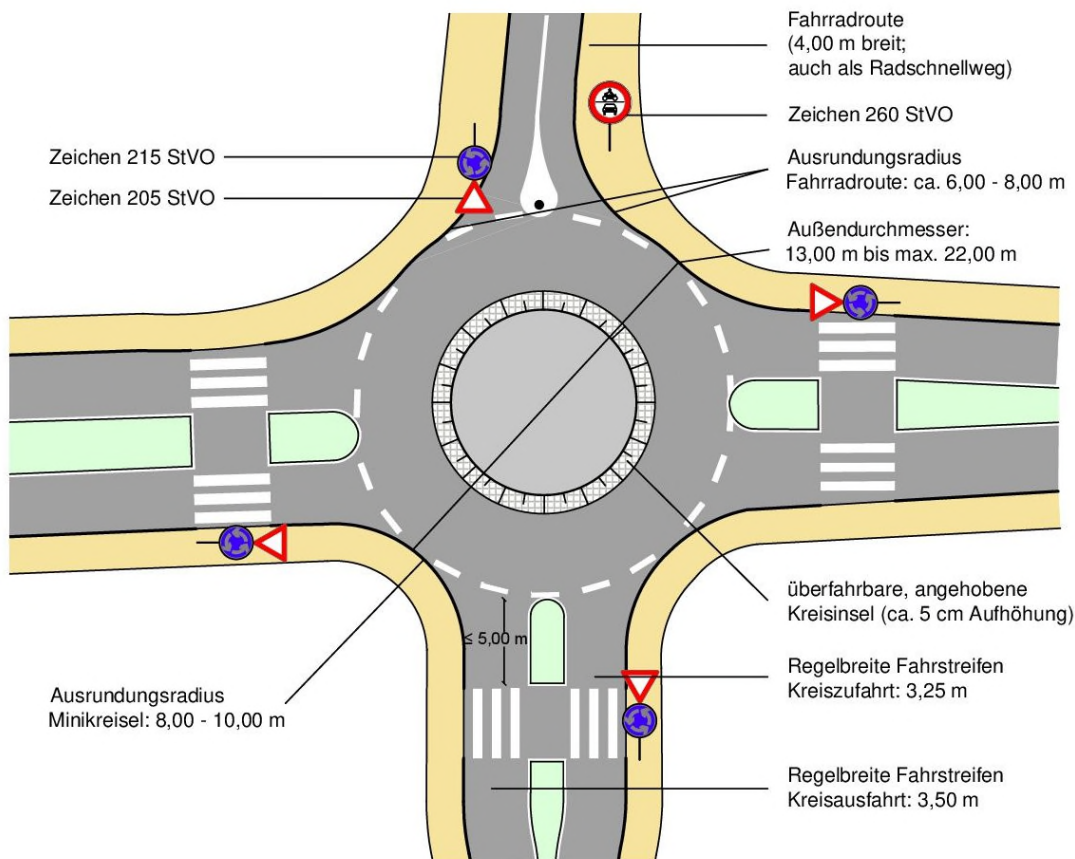 Fahrradroute
(4,00 m breit;
auch als Radschnellweg)
Zeichen 260 StVO
Zeichen 215 StVO
Zeichen 205 StVO
Ausrundungsradius
Fahrradroute: ca. 6,00 - 8,00 m
Außendurchmesser:
13,00 m bis max. 22,00 m
überfahrbare, angehobene
Kreisinsel (ca. 5 cm Aufhöhung)
≤ 5,00 m
Regelbreite Fahrstreifen
Kreiszufahrt: 3,25 m
Ausrundungsradius
Minikreisel: 8,00 - 10,00 m
Regelbreite Fahrstreifen
Kreisausfahrt: 3,50 m